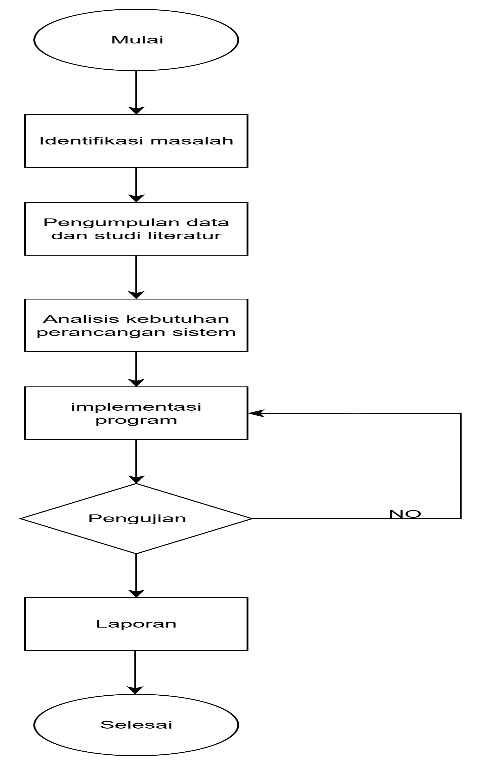 Mulai
Identifikasi masalah
Pengumpulan data
dan studi literatur
Analisis kebutuhan
perancangan sistem
implementasi
program
Pengujian
NO
Laporan
Selesai